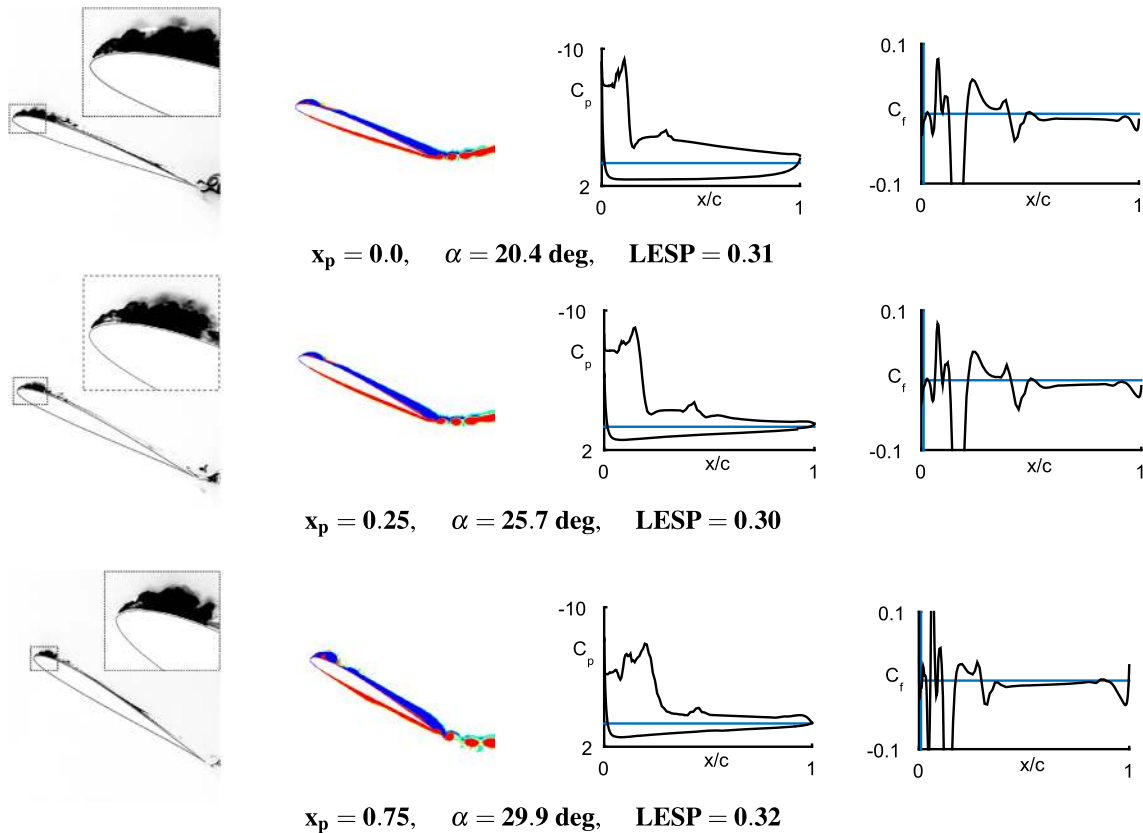 -10
C_p
2
0
x/c
1
0.1
C_f
-0.1
0
x/c
1
x_p = 0.0, α = 20.4 deg, LESP = 0.31
-10
C_p
2
0
x/c
1
0.1
C_f
-0.1
0
x/c
1
x_p = 0.25, α = 25.7 deg, LESP = 0.30
-10
C_p
2
0
x/c
1
0.1
C_f
-0.1
0
x/c
1
x_p = 0.75, α = 29.9 deg, LESP = 0.32